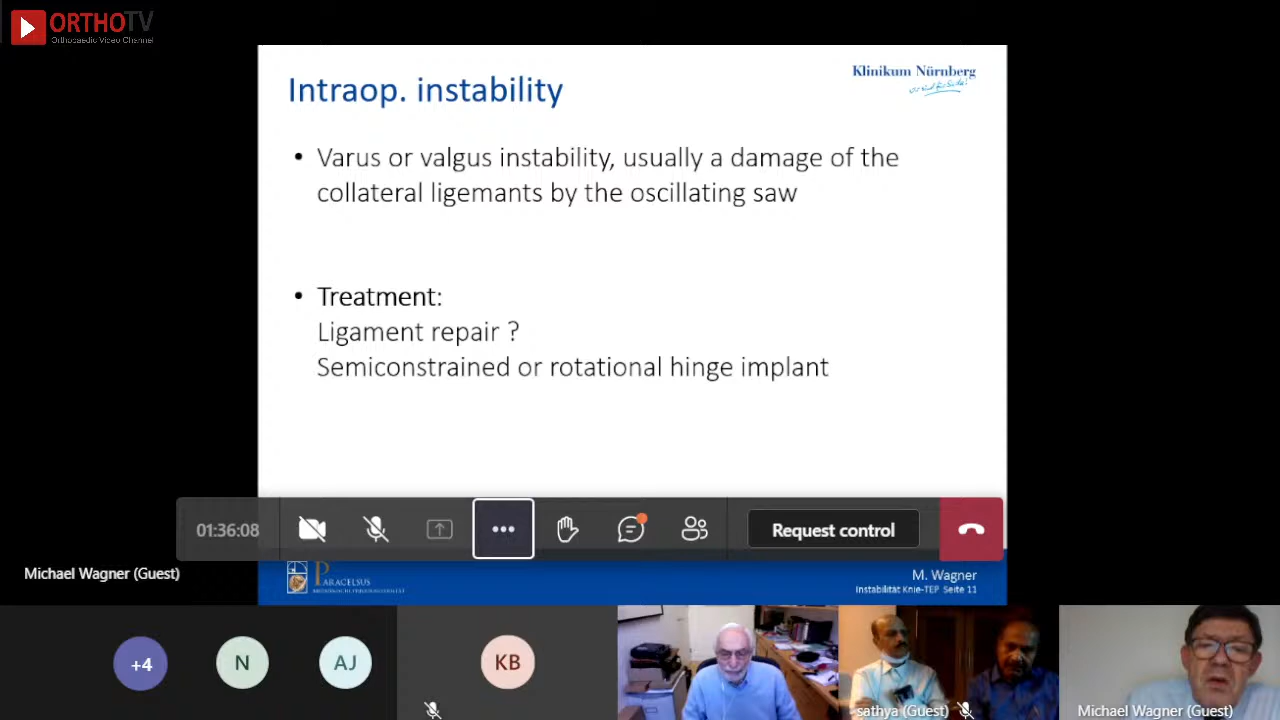 ORTHOTV
Orthopaedic Video Channel
Klinikum Nürnberg
Intraop. instability
• Varus or valgus instability, usually a damage of the
collateral ligemants by the oscillating saw
• Treatment:
Ligament repair ?
Semiconstrained or rotational hinge implant
01:36:08
Request control
Michael Wagner (Guest)
PARACELSUS
M. Wagner
Instabilität Knie-TEP Seite 11
+4
N
AJ
KB
sathya (Guest)
Michael Wagner (Guest)